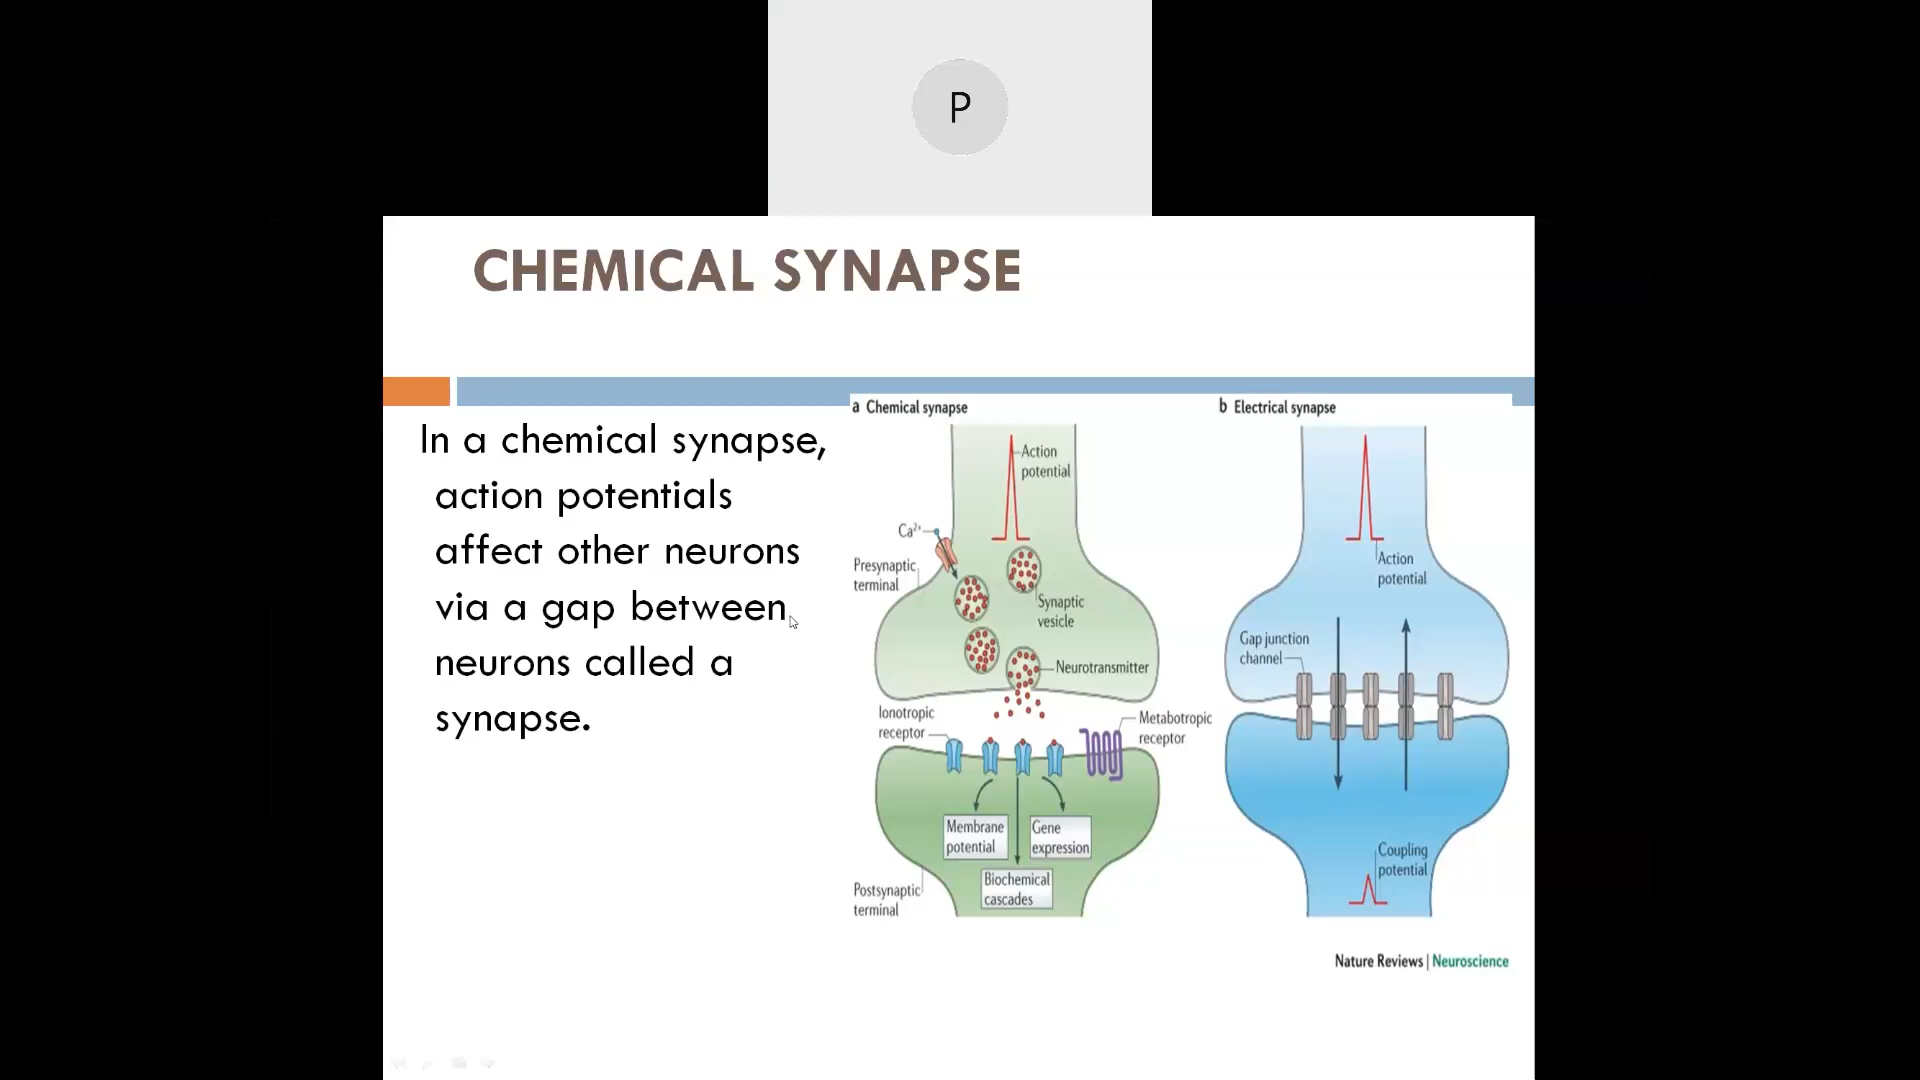 P
CHEMICAL SYNAPSE
In a chemical synapse,
action potentials
affect other neurons
via a gap between
neurons called a
synapse.
a Chemical synapse
Action
potential
Ca²⁺
Presynaptic
terminal
Synaptic
vesicle
Neurotransmitter
Ionotropic
receptor
Metabotropic
receptor
Membrane
potential
Gene
expression
Biochemical
cascades
Postsynaptic
terminal
b Electrical synapse
Action
potential
Gap junction
channel
Coupling
potential
Nature Reviews | Neuroscience